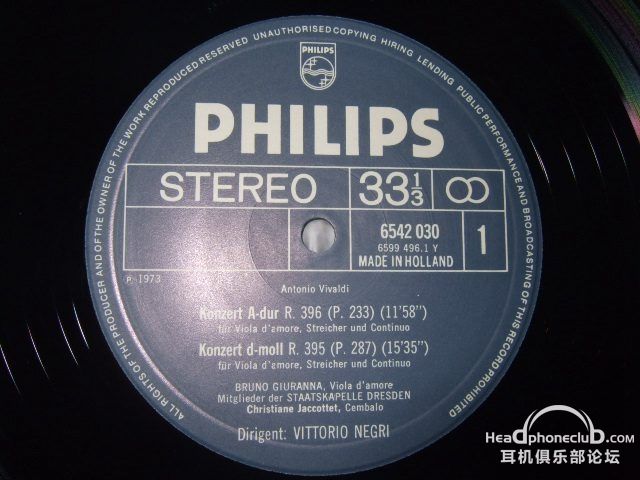 ALL RIGHTS OF THE PRODUCER AND OF THE OWNER OF THE WORK REPRODUCED RESERVED UNAUTHORISED COPYING HIRING LENDING PUBLIC PERFORMANCE AND BROADCASTING OF THIS RECORD PROHIBITED
PHILIPS
PHILIPS
STEREO 33 1/3
6542 030
6599 496.1 Y
MADE IN HOLLAND
1
P 1973
Antonio Vivaldi
Konzert A-dur R. 396 (P. 233) (11'58")
für Viola d'amore, Streicher und Continuo
Konzert d-moll R. 395 (P. 287) (15'35")
für Viola d'amore, Streicher und Continuo
BRUNO GIURANNA, Viola d'amore
Mitglieder der STAATSKAPELLE DRESDEN
Christiane Jaccottet, Cembalo
Dirigent: VITTORIO NEGRI
Headphoneclub.com
耳机俱乐部论坛